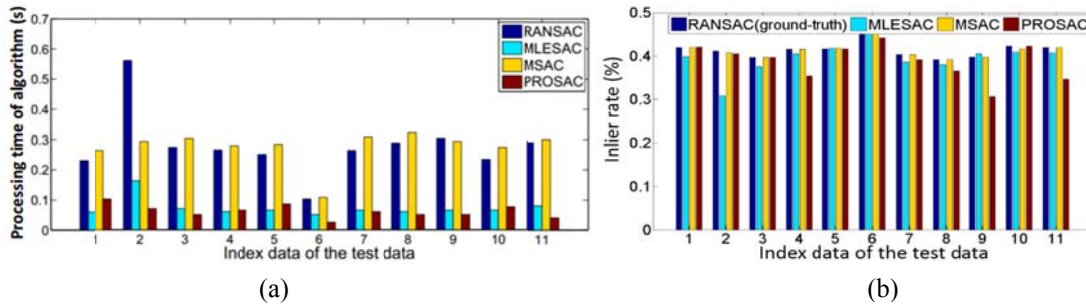 Processing time of algorithm (s)
0.7
0.6
0.5
0.4
0.3
0.2
0.1
0
RANSAC
MLESAC
MSAC
PROSAC
1 2 3 4 5 6 7 8 9 10 11
Index data of the test data
(a)
Inlier rate (%)
0.5
0.4
0.3
0.2
0.1
0
RANSAC(ground-truth) MLESAC MSAC PROSAC
1 2 3 4 5 6 7 8 9 10 11
Index data of the test data
(b)